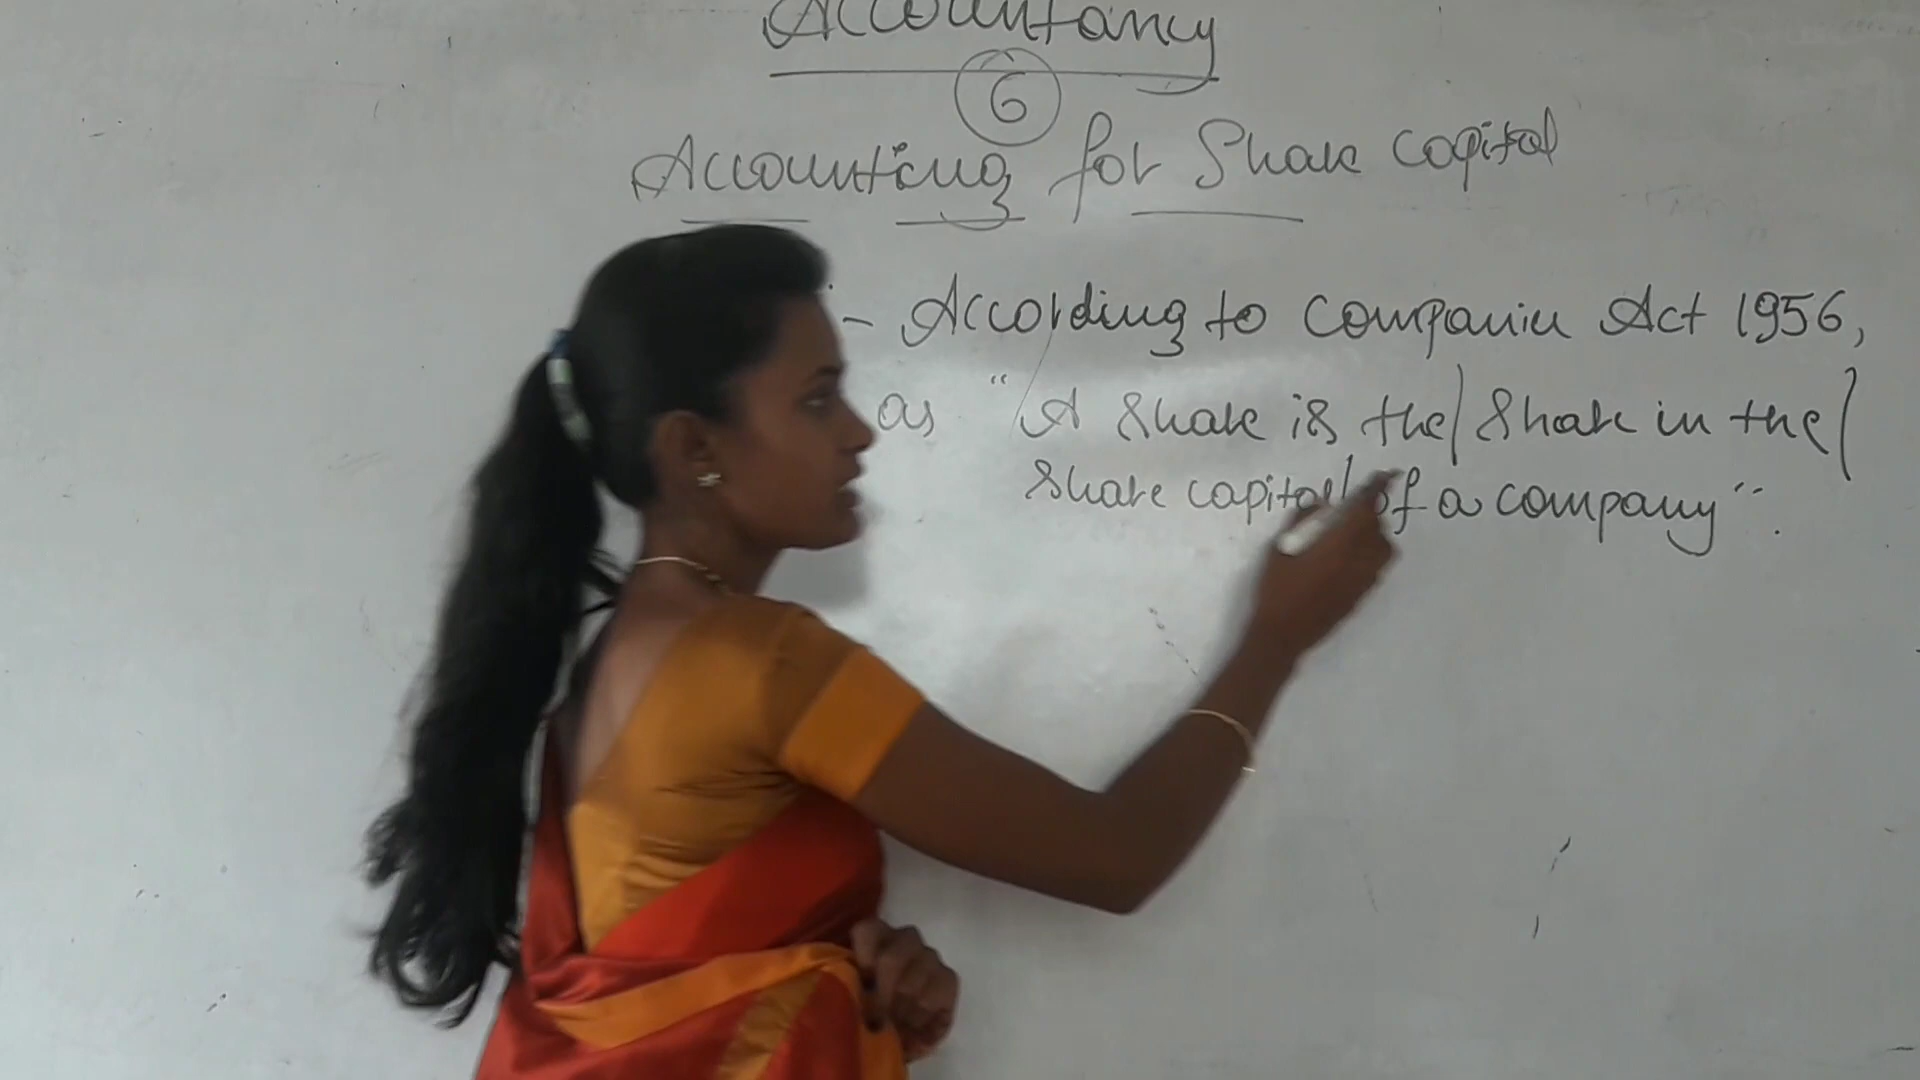 Accountancy
6
Accounting for Share capital
- According to Companies Act 1956,
as "A Share is the Share in the
Share capital of a company".